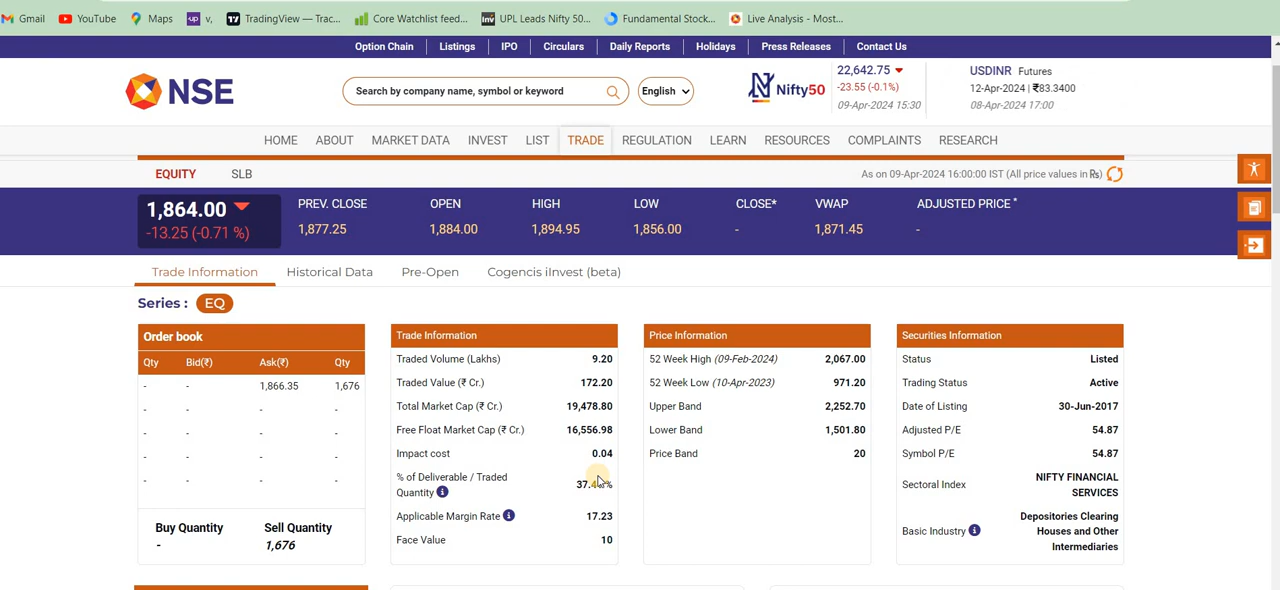 Gmail YouTube Maps v, TradingView — Trac... Core Watchlist feed... UPL Leads Nifty 50... Fundamental Stock... Live Analysis - Most...
Option Chain Listings IPO Circulars Daily Reports Holidays Press Releases Contact Us
NSE
Search by company name, symbol or keyword
English
Nifty50
22,642.75
-23.55 (-0.1%)
09-Apr-2024 15:30
USDINR Futures
12-Apr-2024 | ₹83.3400
08-Apr-2024 17:00
HOME ABOUT MARKET DATA INVEST LIST TRADE REGULATION LEARN RESOURCES COMPLAINTS RESEARCH
EQUITY SLB
As on 09-Apr-2024 16:00:00 IST (All price values in ₨)
1,864.00
-13.25 (-0.71 %)
PREV. CLOSE OPEN HIGH LOW CLOSE* VWAP ADJUSTED PRICE *
1,877.25 1,884.00 1,894.95 1,856.00 - 1,871.45 -
Trade Information Historical Data Pre-Open Cogencis iInvest (beta)
Series : EQ
Order book
Qty Bid(₹) Ask(₹) Qty
- - 1,866.35 1,676
- - - -
- - - -
- - - -
- - - -
Buy Quantity Sell Quantity
- 1,676
Trade Information
Traded Volume (Lakhs) 9.20
Traded Value (₹ Cr.) 172.20
Total Market Cap (₹ Cr.) 19,478.80
Free Float Market Cap (₹ Cr.) 16,556.98
Impact cost 0.04
% of Deliverable / Traded
Quantity
Applicable Margin Rate 17.23
Face Value 10
Price Information
52 Week High (09-Feb-2024) 2,067.00
52 Week Low (10-Apr-2023) 971.20
Upper Band 2,252.70
Lower Band 1,501.80
Price Band 20
Securities Information
Status Listed
Trading Status Active
Date of Listing 30-Jun-2017
Adjusted P/E 54.87
Symbol P/E 54.87
Sectoral Index NIFTY FINANCIAL
SERVICES
Basic Industry Depositories Clearing
Houses and Other
Intermediaries